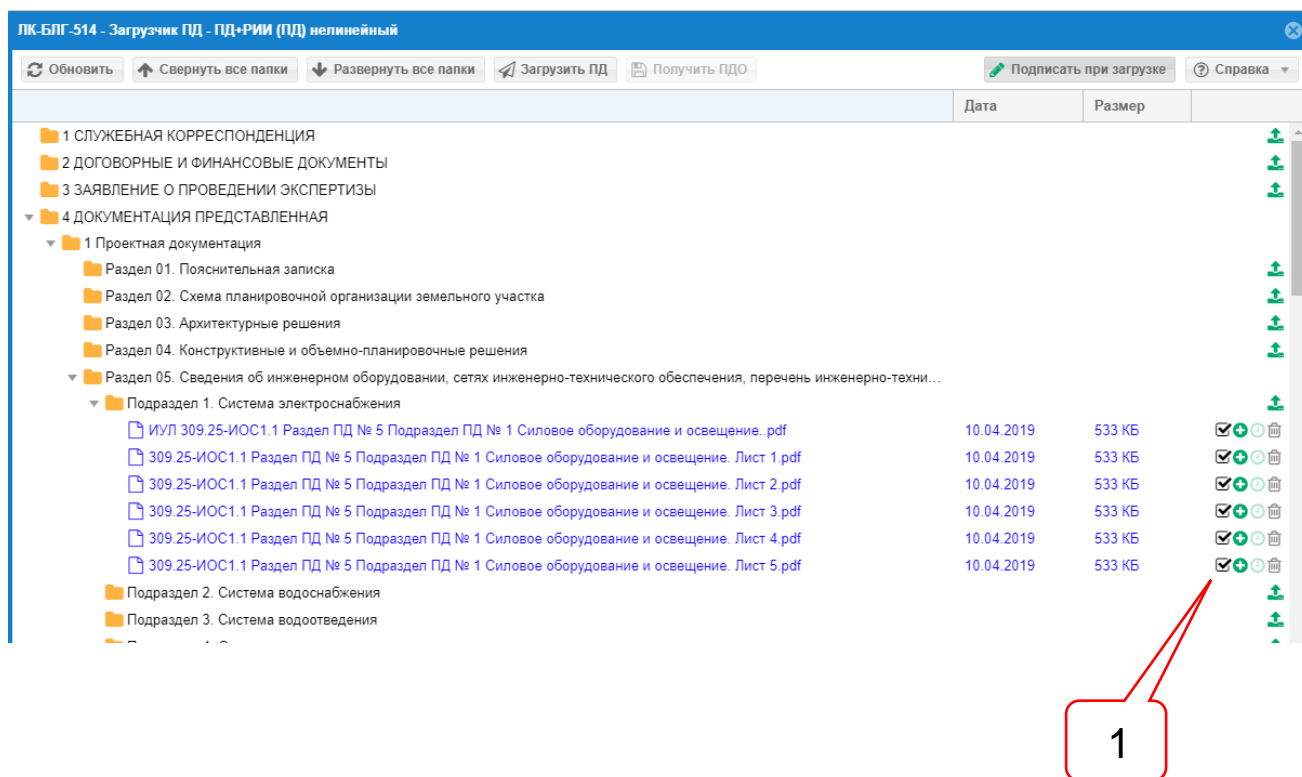 ЛК-БЛГ-514 - Загрузчик ПД - ПД+РИИ (ПД) нелинейный
Обновить Свернуть все папки Развернуть все папки Загрузить ПД Получить ПДО Подписать при загрузке Справка
Дата Размер
1 СЛУЖЕБНАЯ КОРРЕСПОНДЕНЦИЯ
2 ДОГОВОРНЫЕ И ФИНАНСОВЫЕ ДОКУМЕНТЫ
3 ЗАЯВЛЕНИЕ О ПРОВЕДЕНИИ ЭКСПЕРТИЗЫ
4 ДОКУМЕНТАЦИЯ ПРЕДСТАВЛЕННАЯ
1 Проектная документация
Раздел 01. Пояснительная записка
Раздел 02. Схема планировочной организации земельного участка
Раздел 03. Архитектурные решения
Раздел 04. Конструктивные и объемно-планировочные решения
Раздел 05. Сведения об инженерном оборудовании, сетях инженерно-технического обеспечения, перечень инженерно-техни...
Подраздел 1. Система электроснабжения
ИУЛ 309.25-ИОС1.1 Раздел ПД № 5 Подраздел ПД № 1 Силовое оборудование и освещение..pdf 10.04.2019 533 КБ
309.25-ИОС1.1 Раздел ПД № 5 Подраздел ПД № 1 Силовое оборудование и освещение. Лист 1.pdf 10.04.2019 533 КБ
309.25-ИОС1.1 Раздел ПД № 5 Подраздел ПД № 1 Силовое оборудование и освещение. Лист 2.pdf 10.04.2019 533 КБ
309.25-ИОС1.1 Раздел ПД № 5 Подраздел ПД № 1 Силовое оборудование и освещение. Лист 3.pdf 10.04.2019 533 КБ
309.25-ИОС1.1 Раздел ПД № 5 Подраздел ПД № 1 Силовое оборудование и освещение. Лист 4.pdf 10.04.2019 533 КБ
309.25-ИОС1.1 Раздел ПД № 5 Подраздел ПД № 1 Силовое оборудование и освещение. Лист 5.pdf 10.04.2019 533 КБ
Подраздел 2. Система водоснабжения
Подраздел 3. Система водоотведения
1